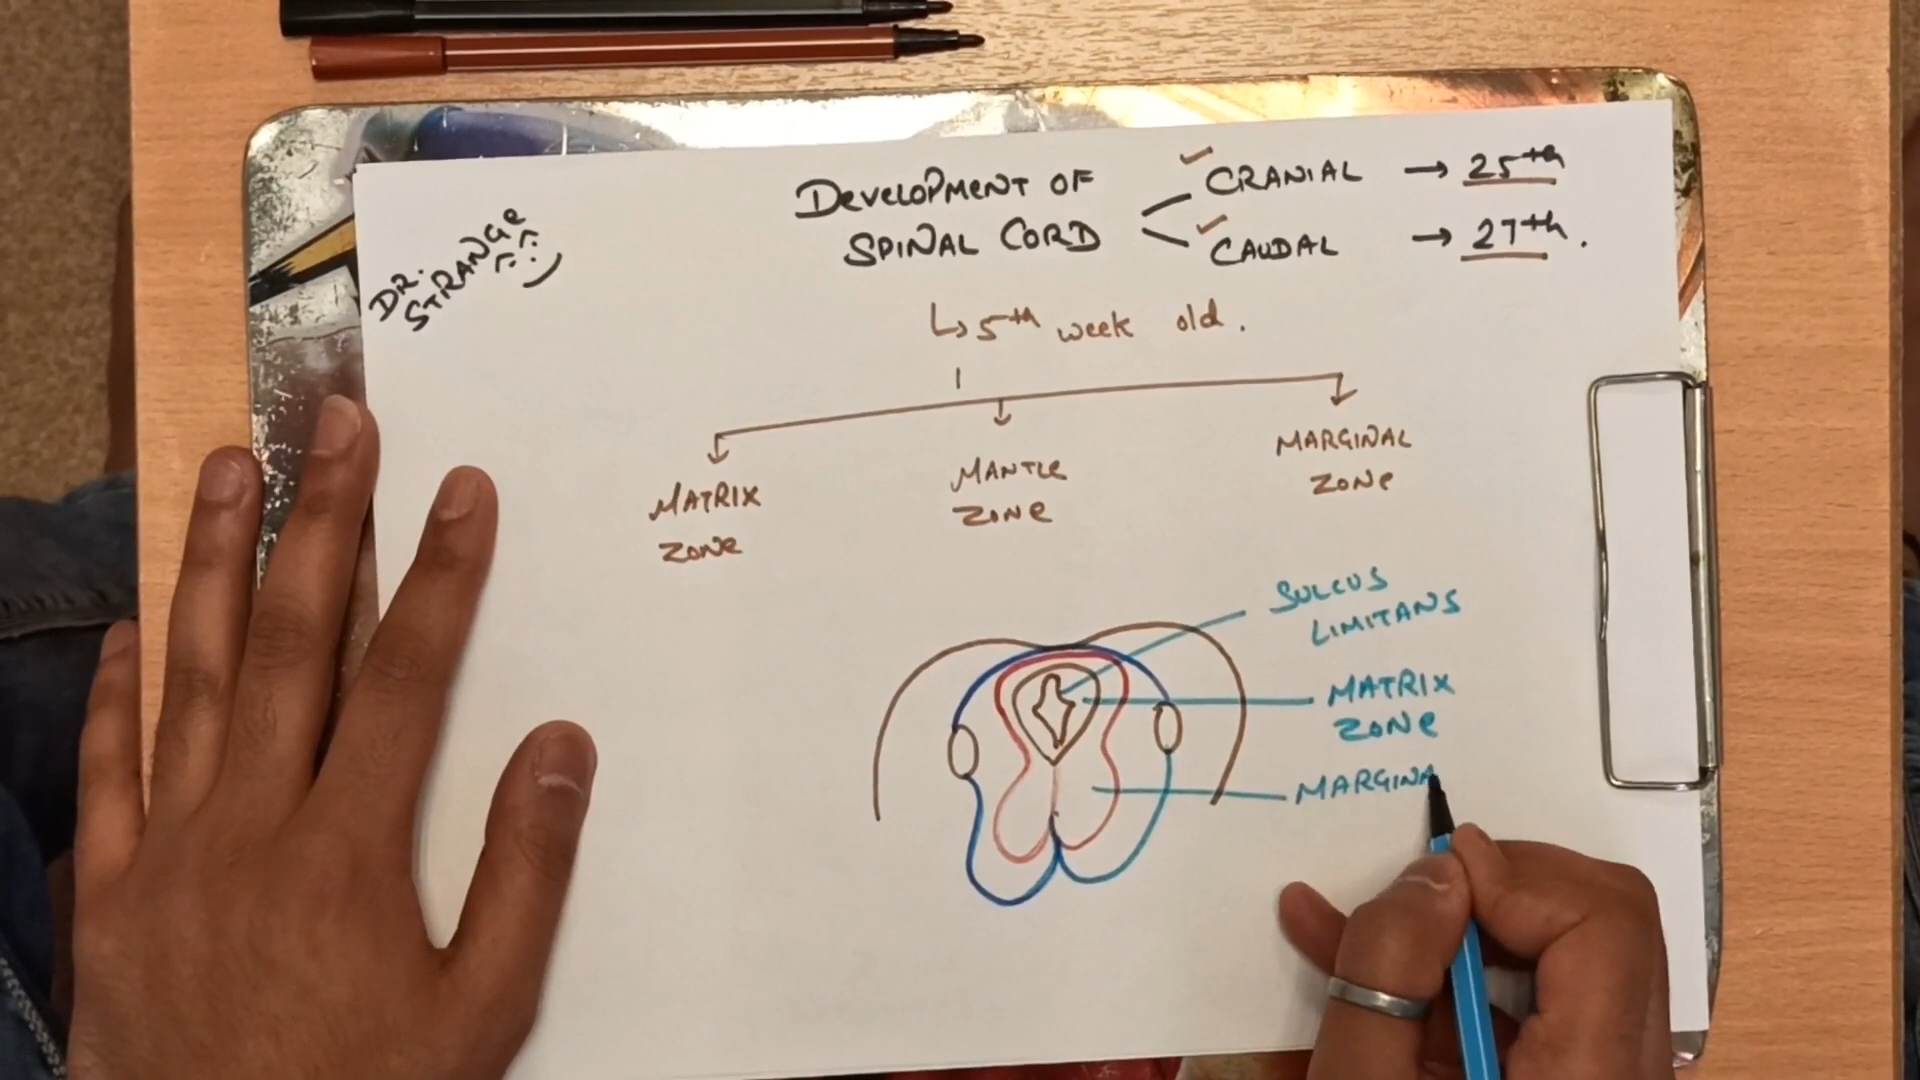 DR.
STRANGE
DEVELOPMENT OF
SPINAL CORD
CRANIAL → 25th
CAUDAL → 27th.
↳ 5th week old.
MATRIX
ZONE
MANTLE
ZONE
MARGINAL
ZONE
SULCUS
LIMITANS
MATRIX
ZONE
MARGINA